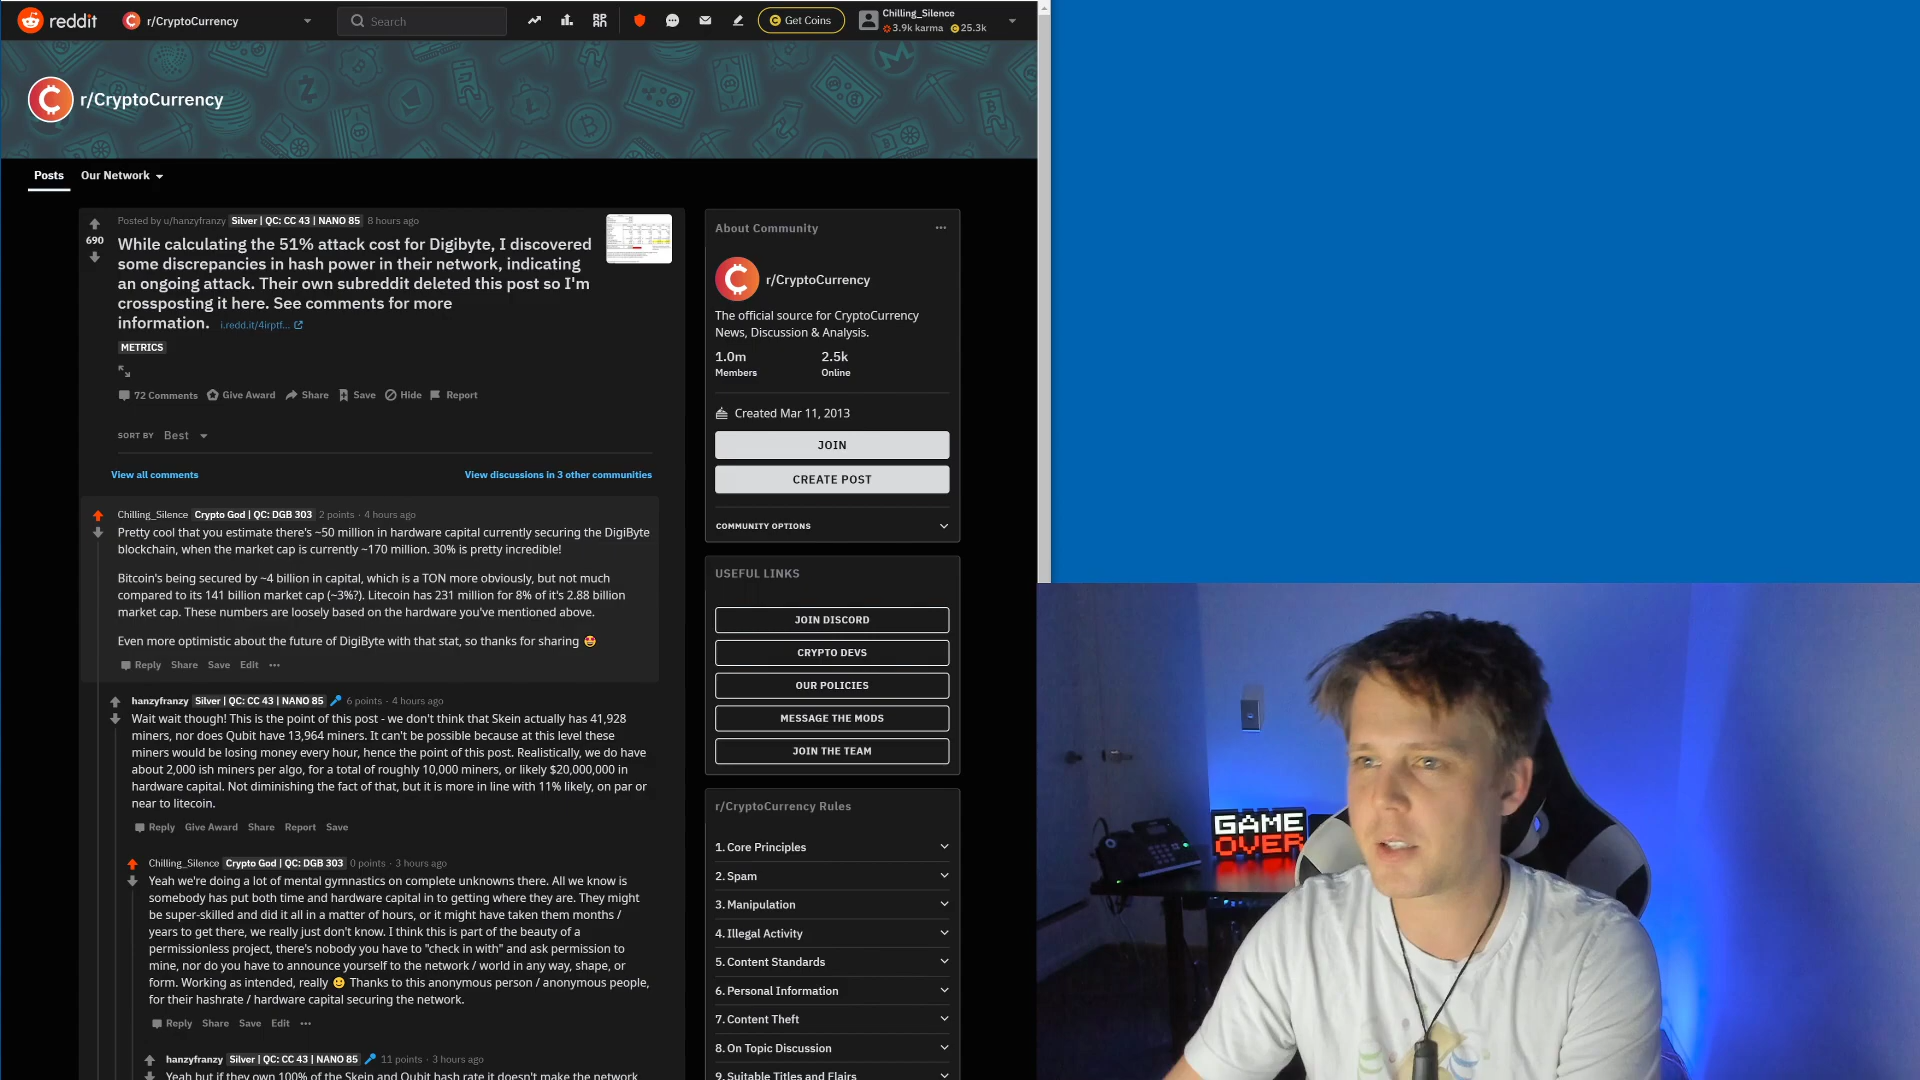 reddit
r/CryptoCurrency
Search
Get Coins
Chilling_Silence
3.9k karma 25.3k
r/CryptoCurrency
Posts
Our Network
Posted by u/hanzyfranzy Silver | QC: CC 43 | NANO 85 8 hours ago
690
While calculating the 51% attack cost for Digibyte, I discovered
some discrepancies in hash power in their network, indicating
an ongoing attack. Their own subreddit deleted this post so I'm
crossposting it here. See comments for more
information. i.redd.it/4irptf...
METRICS
72 Comments Give Award Share Save Hide Report
SORT BY Best
View all comments
View discussions in 3 other communities
Chilling_Silence Crypto God | QC: DGB 303 2 points · 4 hours ago
Pretty cool that you estimate there's ~50 million in hardware capital currently securing the DigiByte
blockchain, when the market cap is currently ~170 million. 30% is pretty incredible!
Bitcoin's being secured by ~4 billion in capital, which is a TON more obviously, but not much
compared to its 141 billion market cap (~3%?). Litecoin has 231 million for 8% of it's 2.88 billion
market cap. These numbers are loosely based on the hardware you've mentioned above.
Even more optimistic about the future of DigiByte with that stat, so thanks for sharing 🤩
Reply Share Save Edit ...
hanzyfranzy Silver | QC: CC 43 | NANO 85 6 points · 4 hours ago
Wait wait though! This is the point of this post - we don't think that Skein actually has 41,928
miners, nor does Qubit have 13,964 miners. It can't be possible because at this level these
miners would be losing money every hour, hence the point of this post. Realistically, we do have
about 2,000 ish miners per algo, for a total of roughly 10,000 miners, or likely $20,000,000 in
hardware capital. Not diminishing the fact of that, but it is more in line with 11% likely, on par or
near to litecoin.
Reply Give Award Share Report Save
Chilling_Silence Crypto God | QC: DGB 303 0 points · 3 hours ago
Yeah we're doing a lot of mental gymnastics on complete unknowns there. All we know is
somebody has put both time and hardware capital in to getting where they are. They might
be super-skilled and did it all in a matter of hours, or it might have taken them months /
years to get there, we really just don't know. I think this is part of the beauty of a
permissionless project, there's nobody you have to "check in with" and ask permission to
mine, nor do you have to announce yourself to the network / world in any way, shape, or
form. Working as intended, really 😀 Thanks to this anonymous person / anonymous people,
for their hashrate / hardware capital securing the network.
Reply Share Save Edit ...
hanzyfranzy Silver | QC: CC 43 | NANO 85 11 points · 3 hours ago
Yeah but if they own 100% of the Skein and Qubit hash rate it doesn't make the network
About Community
r/CryptoCurrency
The official source for CryptoCurrency
News, Discussion & Analysis.
1.0m 2.5k
Members Online
Created Mar 11, 2013
JOIN
CREATE POST
COMMUNITY OPTIONS
USEFUL LINKS
JOIN DISCORD
CRYPTO DEVS
OUR POLICIES
MESSAGE THE MODS
JOIN THE TEAM
r/CryptoCurrency Rules
1. Core Principles
2. Spam
3. Manipulation
4. Illegal Activity
5. Content Standards
6. Personal Information
7. Content Theft
8. On Topic Discussion
9. Suitable Titles and Flairs
GAME
OVER